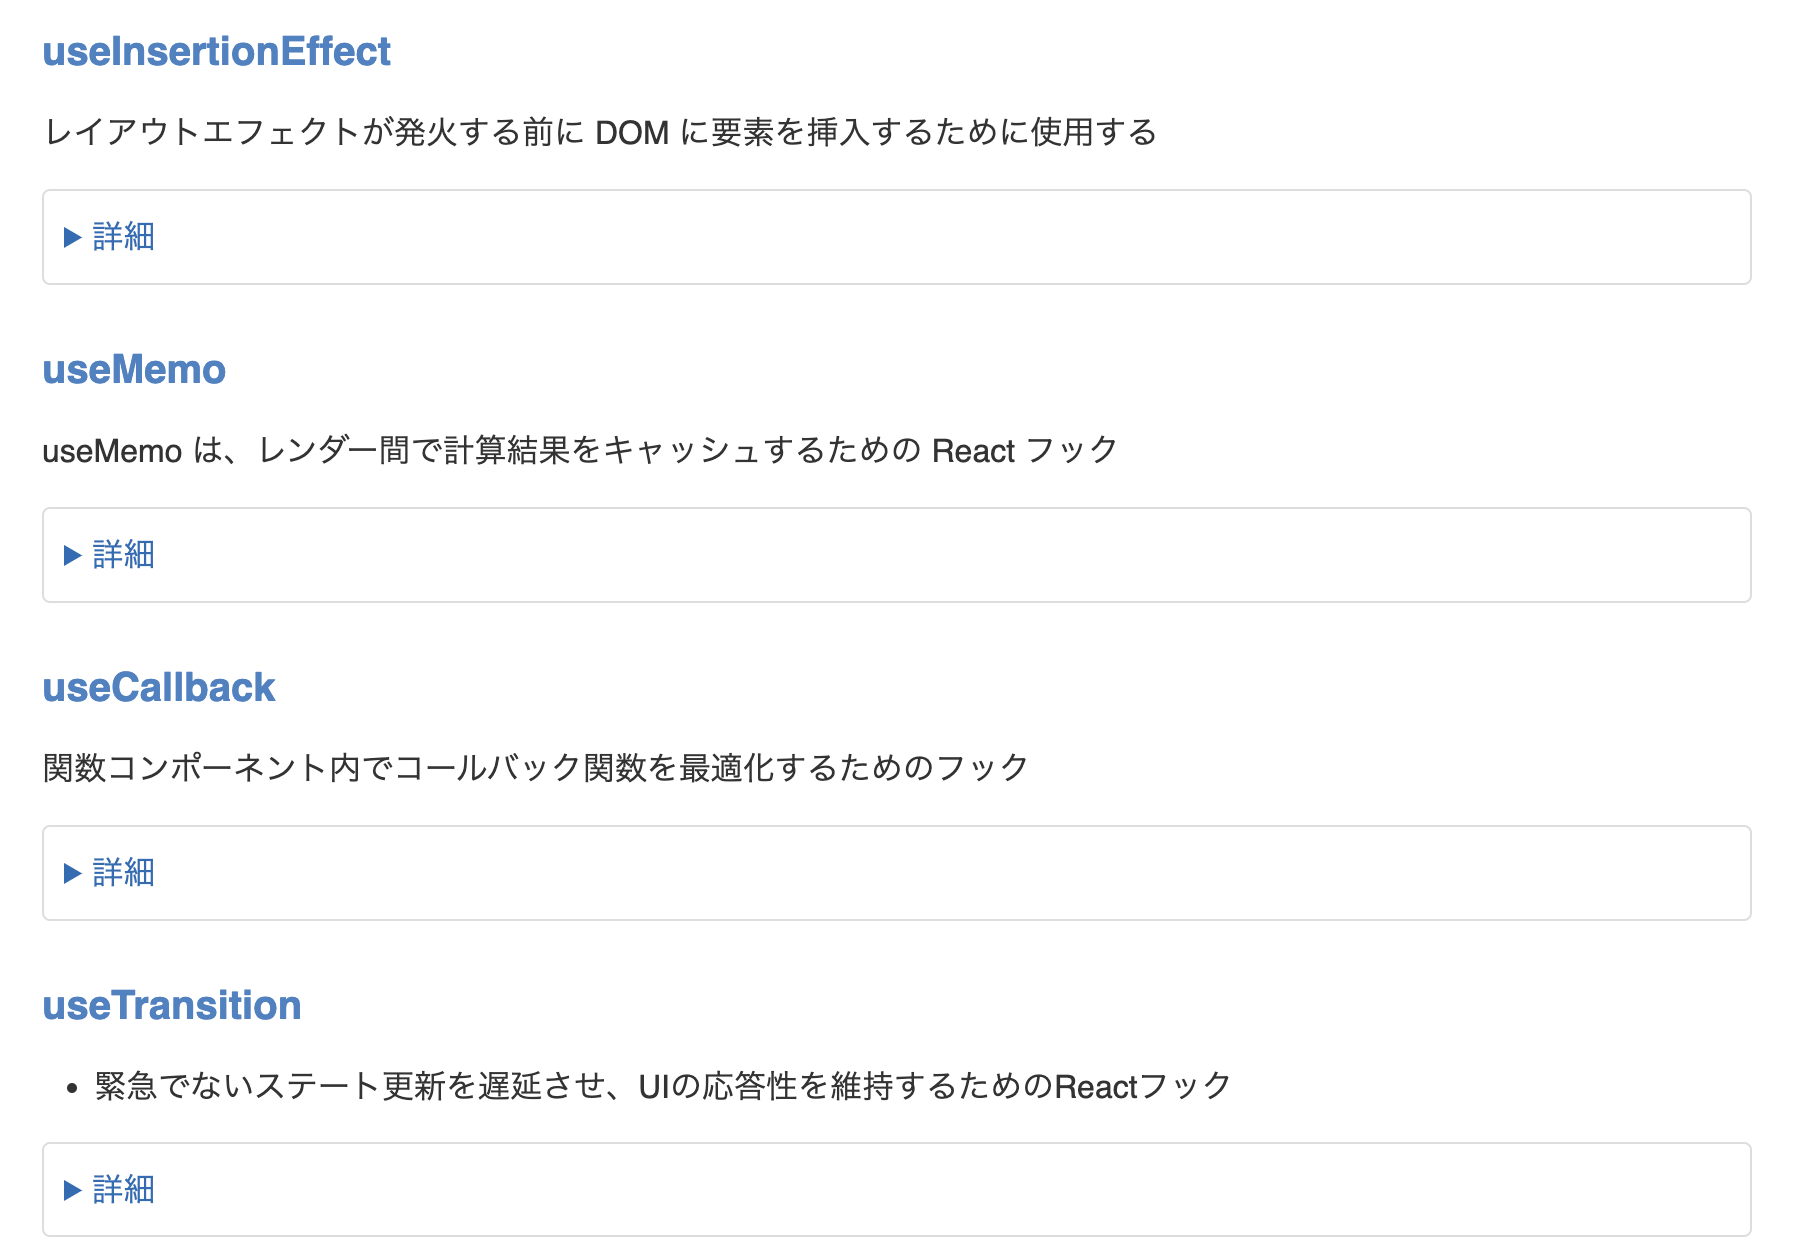 useInsertionEffect
レイアウトエフェクトが発火する前に DOM に要素を挿入するために使用する
▶ 詳細
useMemo
useMemo は、レンダー間で計算結果をキャッシュするための React フック
▶ 詳細
useCallback
関数コンポーネント内でコールバック関数を最適化するためのフック
▶ 詳細
useTransition
• 緊急でないステート更新を遅延させ、UIの応答性を維持するためのReactフック
▶ 詳細